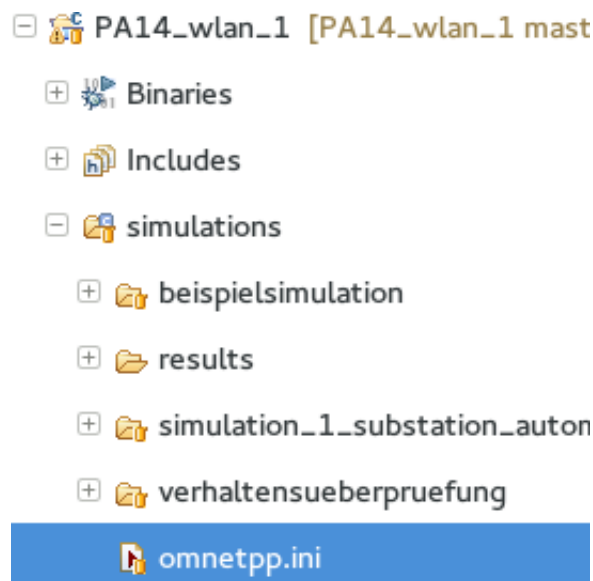 PA14_wlan_1 [PA14_wlan_1 mast
Binaries
Includes
simulations
beispielsimulation
results
simulation_1_substation_autom
verhaltensueberpruefung
omnetpp.ini